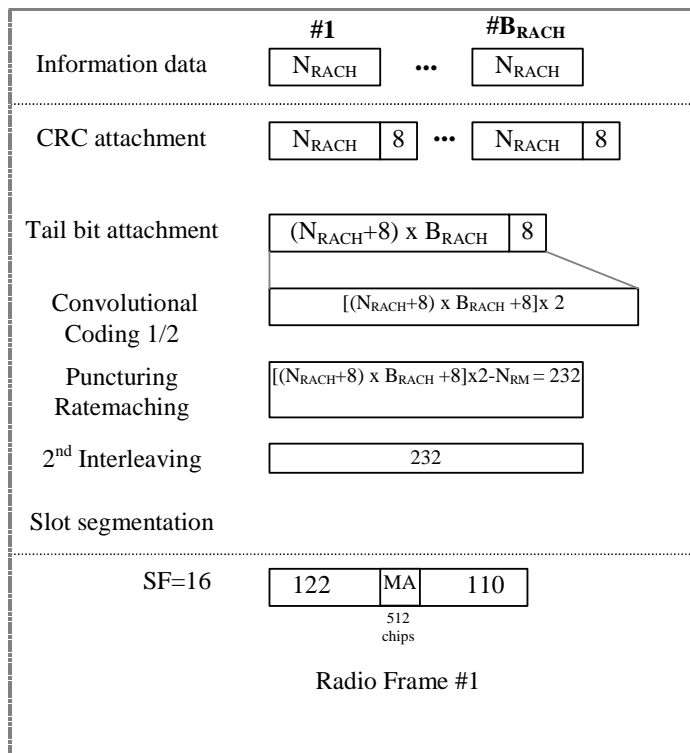 #1 #B_RACH
Information data N_RACH ••• N_RACH
CRC attachment N_RACH 8 ••• N_RACH 8
Tail bit attachment (N_RACH+8) x B_RACH 8
Convolutional
Coding 1/2
[(N_RACH+8) x B_RACH +8]x 2
Puncturing
Ratemaching
[(N_RACH+8) x B_RACH +8]x2-N_RM = 232
2nd Interleaving 232
Slot segmentation
SF=16 122 MA 110
512
chips
Radio Frame #1